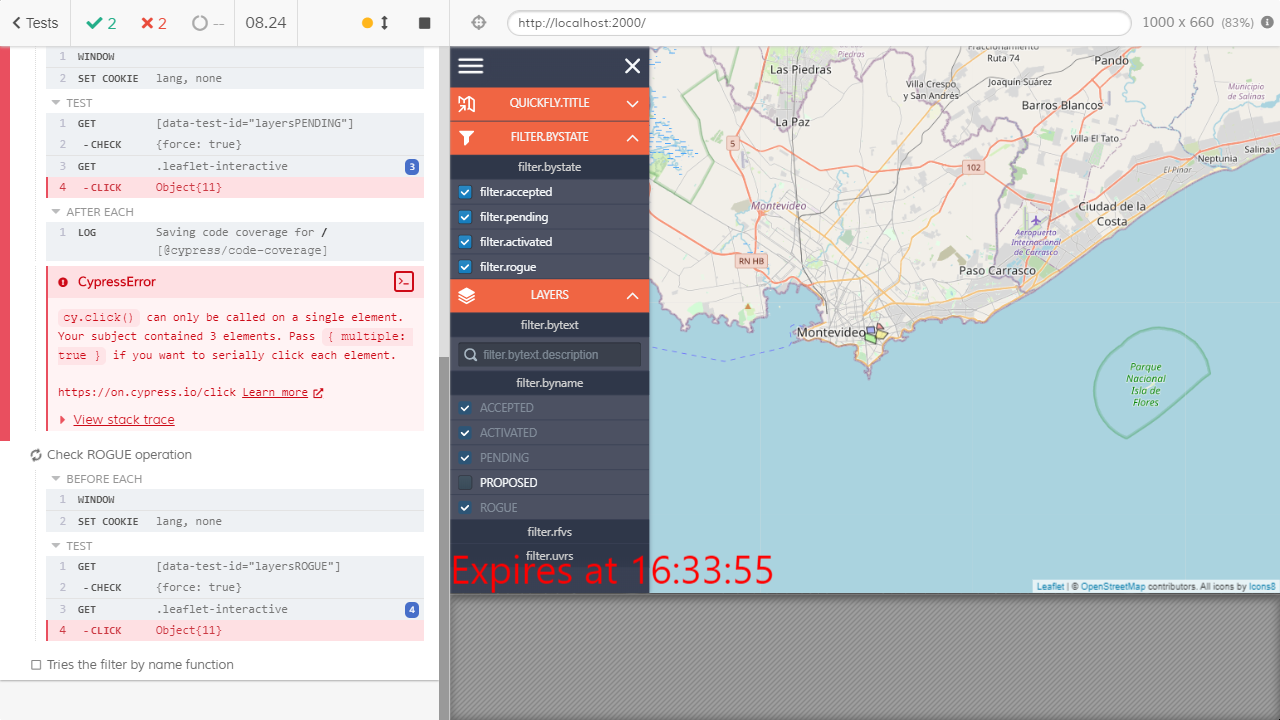 Tests
2
2
--
08.24
http://localhost:2000/
1000 x 660 (83%)
1 WINDOW
2 SET COOKIE lang, none
TEST
1 GET [data-test-id="layersPENDING"]
2 -CHECK {force: true}
3 GET .leaflet-interactive 3
4 -CLICK Object{11}
AFTER EACH
1 LOG Saving code coverage for /
[@cypress/code-coverage]
CypressError
cy.click() can only be called on a single element.
Your subject contained 3 elements. Pass { multiple:
true } if you want to serially click each element.
https://on.cypress.io/click Learn more
View stack trace
Check ROGUE operation
BEFORE EACH
1 WINDOW
2 SET COOKIE lang, none
TEST
1 GET [data-test-id="layersROGUE"]
2 -CHECK {force: true}
3 GET .leaflet-interactive 4
4 -CLICK Object{11}
Tries the filter by name function
QUICKFLY.TITLE
FILTER.BYSTATE
filter.bystate
filter.accepted
filter.pending
filter.activated
filter.rogue
LAYERS
filter.bytext
filter.bytext.description
filter.byname
ACCEPTED
ACTIVATED
PENDING
PROPOSED
ROGUE
filter.rfvs
filter.uvrs
Expires at 16:33:55
Piedras
Las Piedras
Fraccionamiento
Ruta 74
Pando
Villa Crespo
y San Andrés
Joaquín Suárez
Municipio
de Salinas
Barros Blancos
La Paz
Villa El Tato
5
Salinas
Neptunia
102
El Pinar
Montevideo
Ciudad de la
Costa
Aeropuerto
Internacional
de Carrasco
RN HB
Paso Carrasco
Montevideo
Parque
Nacional
Isla de
Flores
Leaflet | © OpenStreetMap contributors. All icons by Icons8